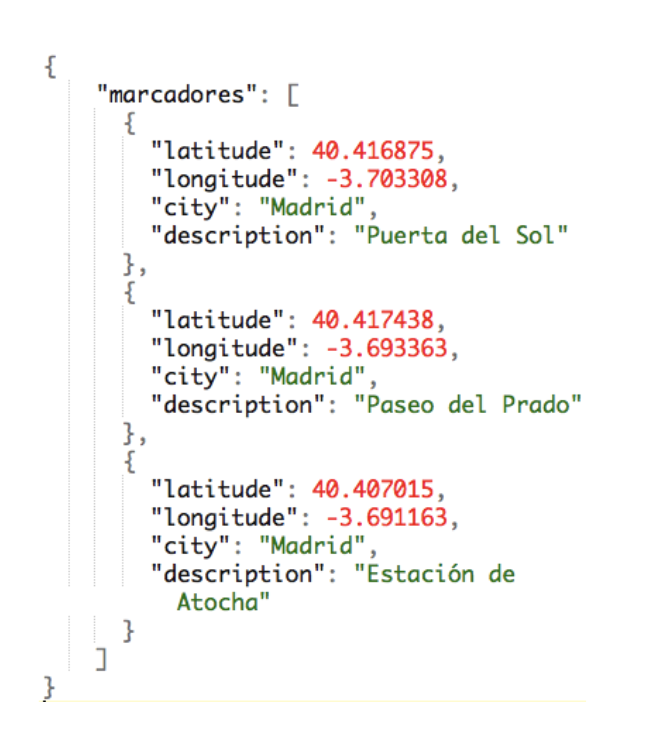 {
"marcadores": [
{
"latitude": 40.416875,
"longitude": -3.703308,
"city": "Madrid",
"description": "Puerta del Sol"
},
{
"latitude": 40.417438,
"longitude": -3.693363,
"city": "Madrid",
"description": "Paseo del Prado"
},
{
"latitude": 40.407015,
"longitude": -3.691163,
"city": "Madrid",
"description": "Estación de
Atocha"
}
]
}